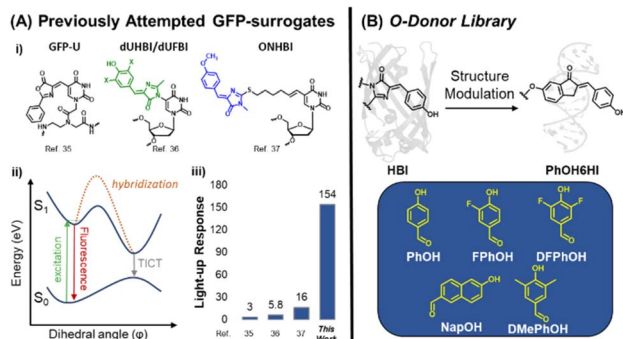 (A) Previously Attempted GFP-surrogates
i)
GFP-U
dUHBI/dUFBI
ONHBI
Ref. 35
Ref. 36
Ref. 37
ii)
Energy (eV)
S1
S0
hybridization
excitation
Fluorescence
TICT
Dihedral angle (φ)
iii)
Light-up Response
180
150
120
90
60
30
0
3
5.8
16
154
Ref.
35
36
37
This
Work
(B) O-Donor Library
Structure
Modulation
HBI
PhOH6HI
PhOH
FPhOH
DFPhOH
NapOH
DMePhOH